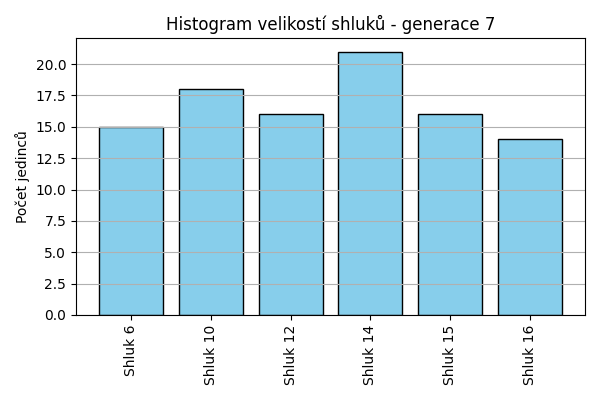 Histogram velikostí shluků - generace 7
Počet jedinců
20.0
17.5
15.0
12.5
10.0
7.5
5.0
2.5
0.0
Shluk 6
Shluk 10
Shluk 12
Shluk 14
Shluk 15
Shluk 16